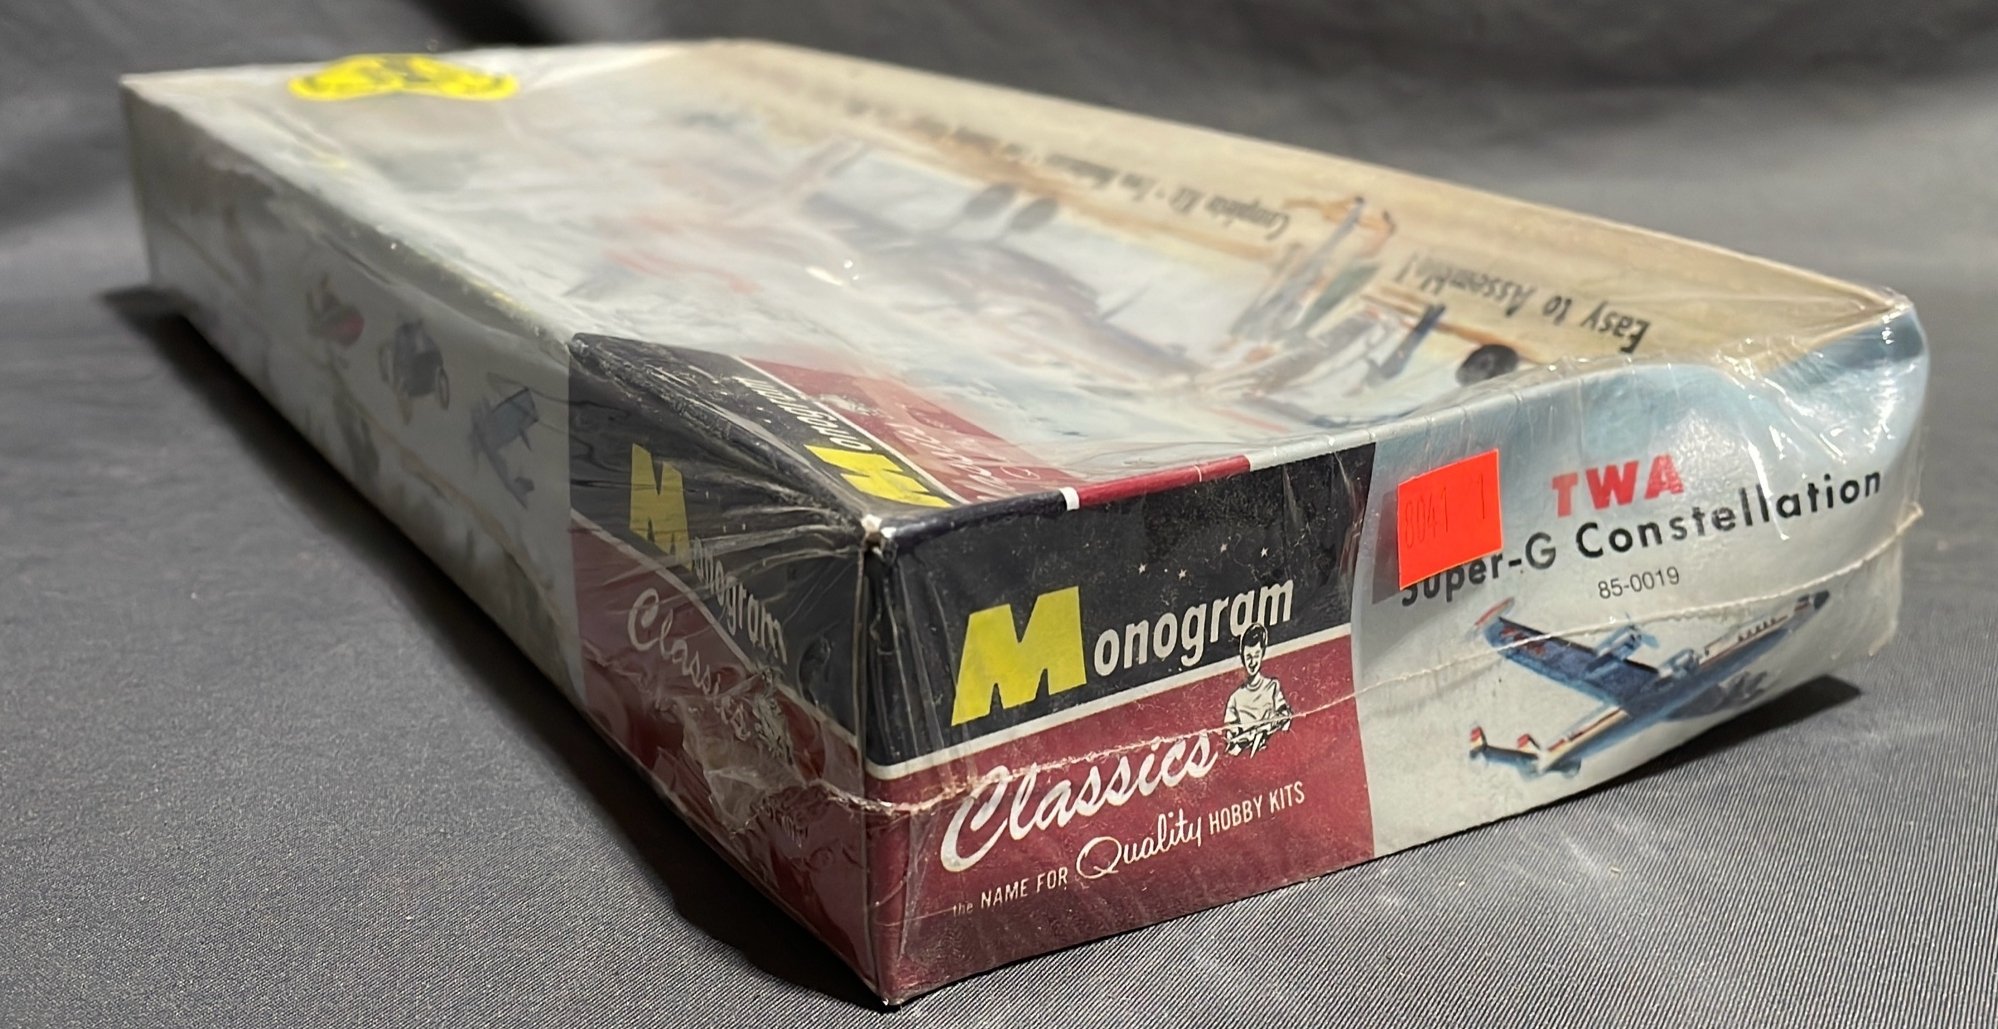 Easy to Assemble!
Complete Kit
Monogram
Monogram
Classics
Monogram
Classics
the NAME FOR Quality HOBBY KITS
8041 1
TWA
Super-G Constellation
85-0019